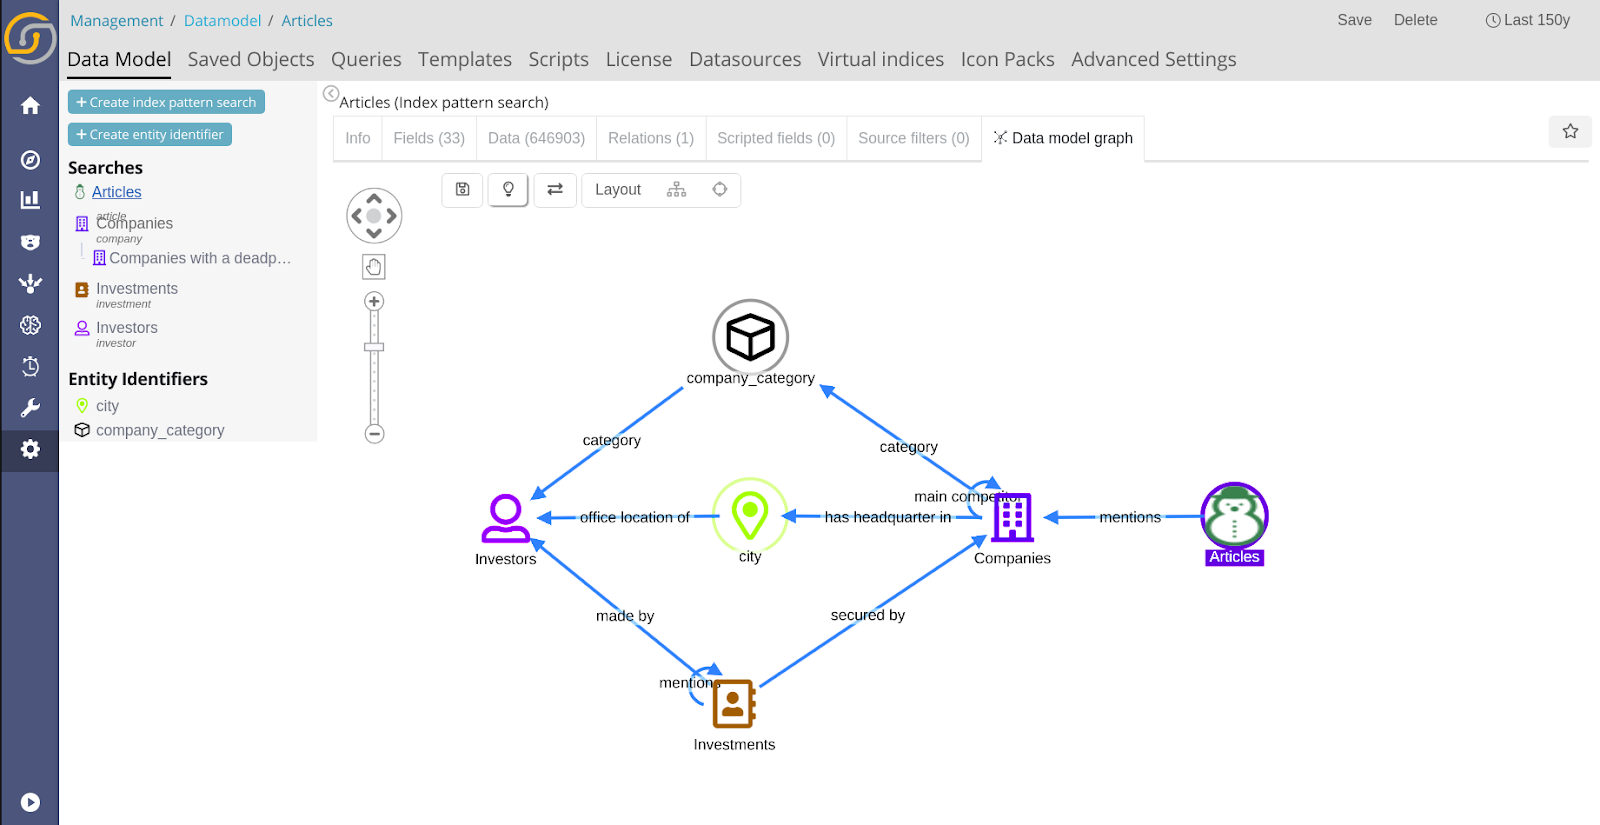 Management / Datamodel / Articles
Save Delete Last 150y
Data Model Saved Objects Queries Templates Scripts License Datasources Virtual indices Icon Packs Advanced Settings
+ Create index pattern search
+ Create entity identifier
Searches
Articles
article
Companies
company
Companies with a deadp...
Investments
investment
Investors
investor
Entity Identifiers
city
company_category
Articles (Index pattern search)
Info Fields (33) Data (646903) Relations (1) Scripted fields (0) Source filters (0) Data model graph
Layout
company_category
category
category
main competitor
office location of
has headquarter in
mentions
Investors
city
Companies
Articles
made by
secured by
mentions
Investments